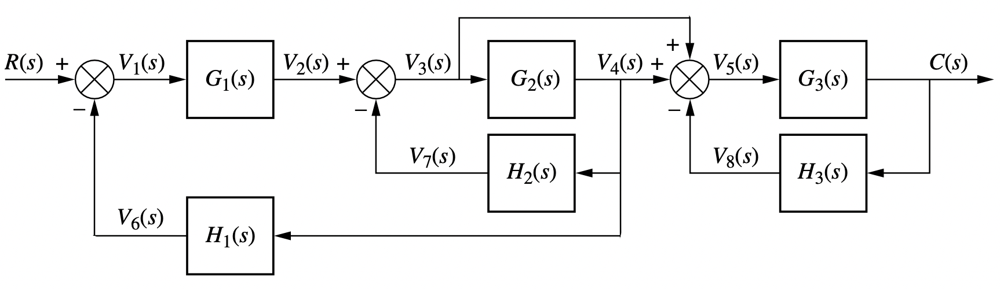 +
R(s) + V₁(s) G₁(s) V₂(s) + V₃(s) G₂(s) V₄(s) + V₅(s) G₃(s) C(s)
− − −
V₇(s) H₂(s) V₈(s) H₃(s)
V₆(s) H₁(s)